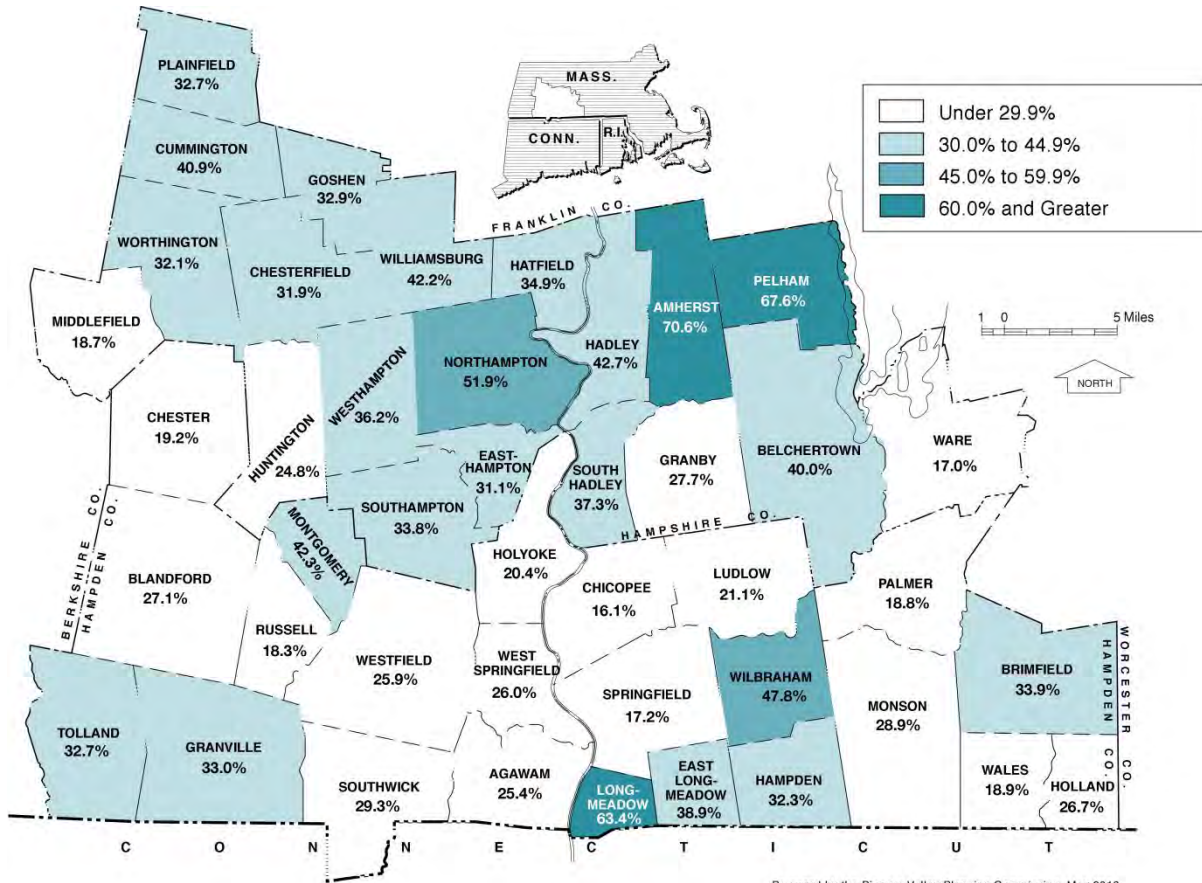 PLAINFIELD
32.7%
CUMMINGTON
40.9%
GOSHEN
32.9%
WORTHINGTON
32.1%
CHESTERFIELD
31.9%
WILLIAMSBURG
42.2%
HATFIELD
34.9%
FRANKLIN CO.
MASS.
CONN.
R.I.
Under 29.9%
30.0% to 44.9%
45.0% to 59.9%
60.0% and Greater
MIDDLEFIELD
18.7%
NORTHAMPTON
51.9%
HADLEY
42.7%
AMHERST
70.6%
PELHAM
67.6%
1 0 5 Miles
NORTH
CHESTER
19.2%
HUNTINGTON
24.8%
WESTHAMPTON
36.2%
EAST-
HAMPTON
31.1%
SOUTH
HADLEY
37.3%
GRANBY
27.7%
BELCHERTOWN
40.0%
WARE
17.0%
SOUTHAMPTON
33.8%
MONTGOMERY
42.3%
HAMPSHIRE CO.
BERKSHIRE CO.
HAMPDEN CO.
BLANDFORD
27.1%
RUSSELL
18.3%
HOLYOKE
20.4%
CHICOPEE
16.1%
LUDLOW
21.1%
PALMER
18.8%
WESTFIELD
25.9%
WEST
SPRINGFIELD
26.0%
SPRINGFIELD
17.2%
WILBRAHAM
47.8%
MONSON
28.9%
BRIMFIELD
33.9%
HAMPDEN CO.
WORCESTER CO.
TOLLAND
32.7%
GRANVILLE
33.0%
SOUTHWICK
29.3%
AGAWAM
25.4%
LONG-
MEADOW
63.4%
EAST
LONG-
MEADOW
38.9%
HAMPDEN
32.3%
WALES
18.9%
HOLLAND
26.7%
CONNECTICUT